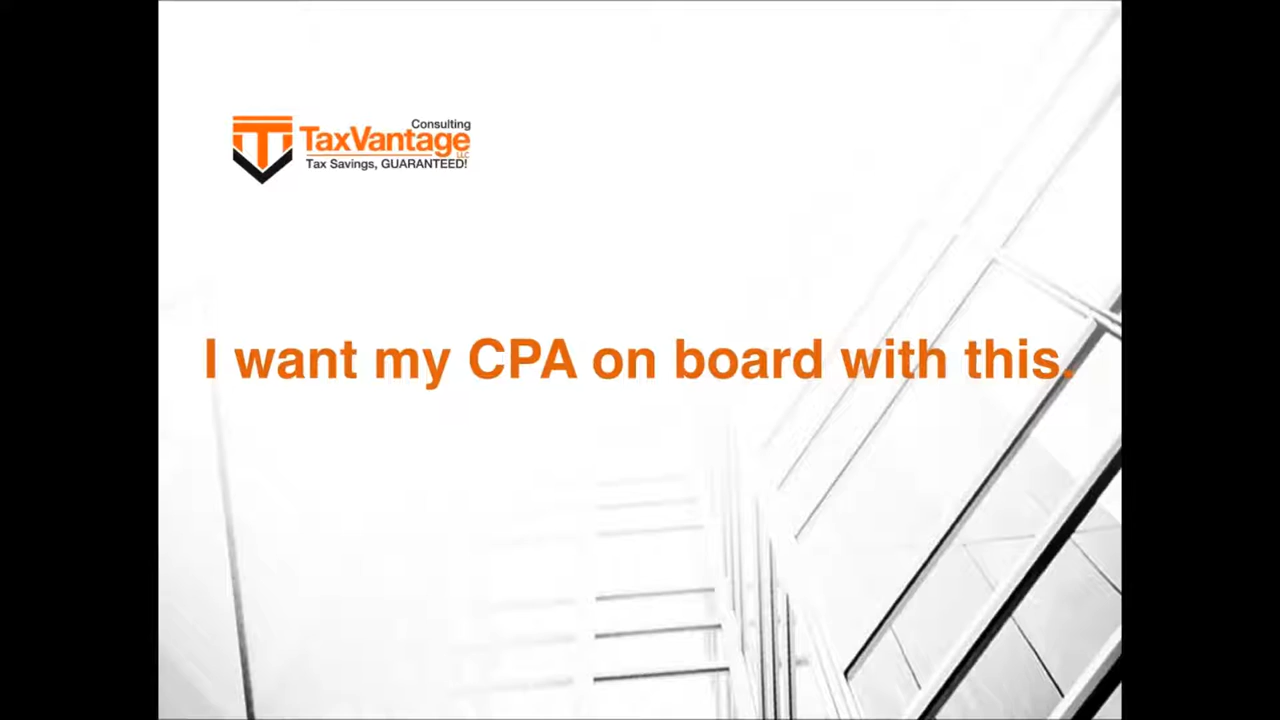 Consulting
TaxVantage
LLC
Tax Savings, GUARANTEED!
I want my CPA on board with this.